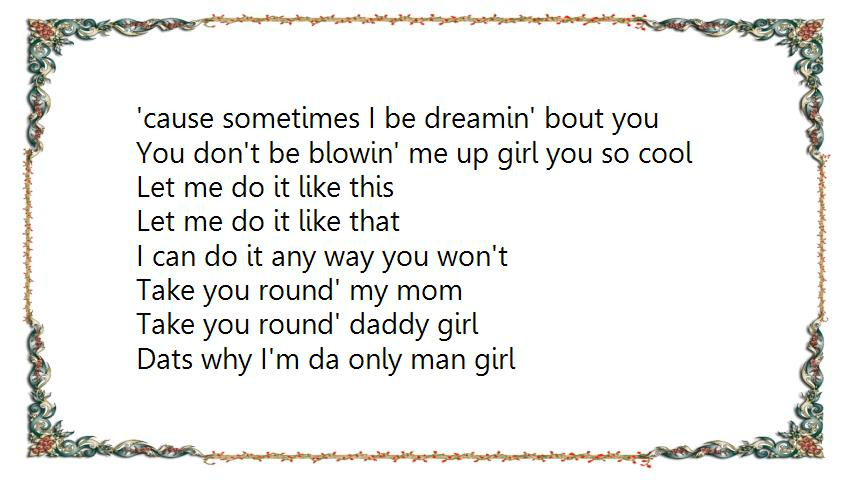 'cause sometimes I be dreamin' bout you
You don't be blowin' me up girl you so cool
Let me do it like this
Let me do it like that
I can do it any way you won't
Take you round' my mom
Take you round' daddy girl
Dats why I'm da only man girl